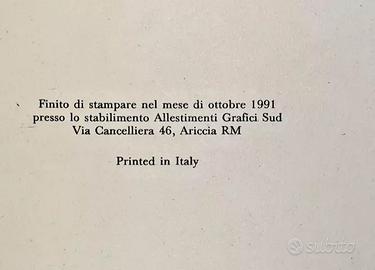 Finito di stampare nel mese di ottobre 1991
presso lo stabilimento Allestimenti Grafici Sud
Via Cancelliera 46, Ariccia RM
Printed in Italy
subito